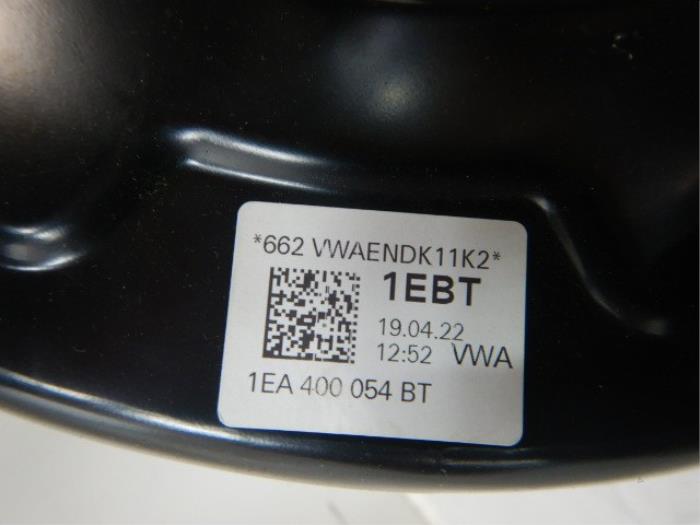 *662 VWAENDK11K2*
1EBT
19.04.22
12:52 VWA
1EA 400 054 BT